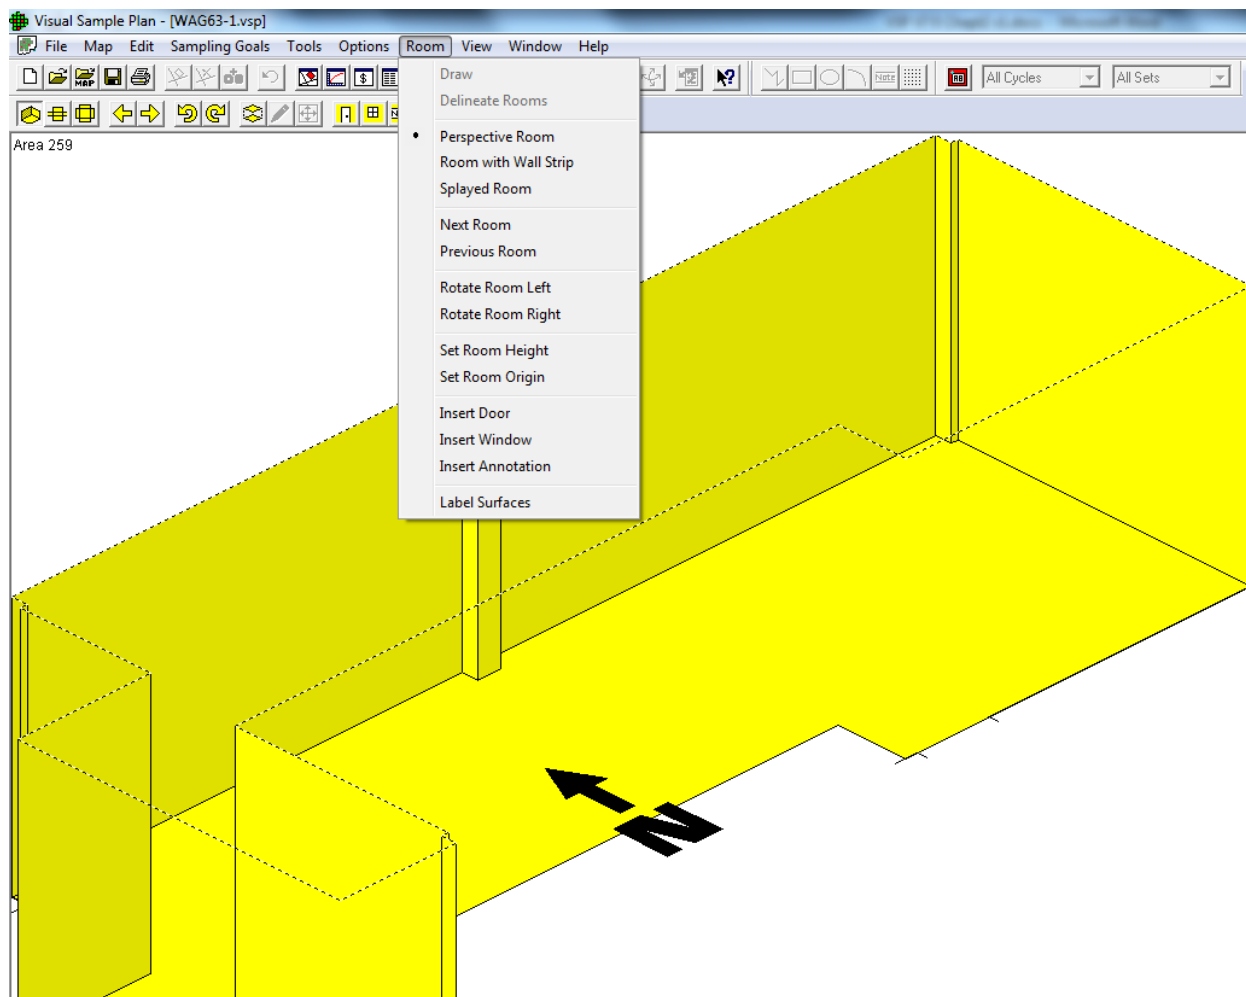 Visual Sample Plan - [WAG63-1.vsp]
File Map Edit Sampling Goals Tools Options Room View Window Help
MAP $ Note RB All Cycles All Sets
Area 259
Draw
Delineate Rooms
Perspective Room
Room with Wall Strip
Splayed Room
Next Room
Previous Room
Rotate Room Left
Rotate Room Right
Set Room Height
Set Room Origin
Insert Door
Insert Window
Insert Annotation
Label Surfaces
N